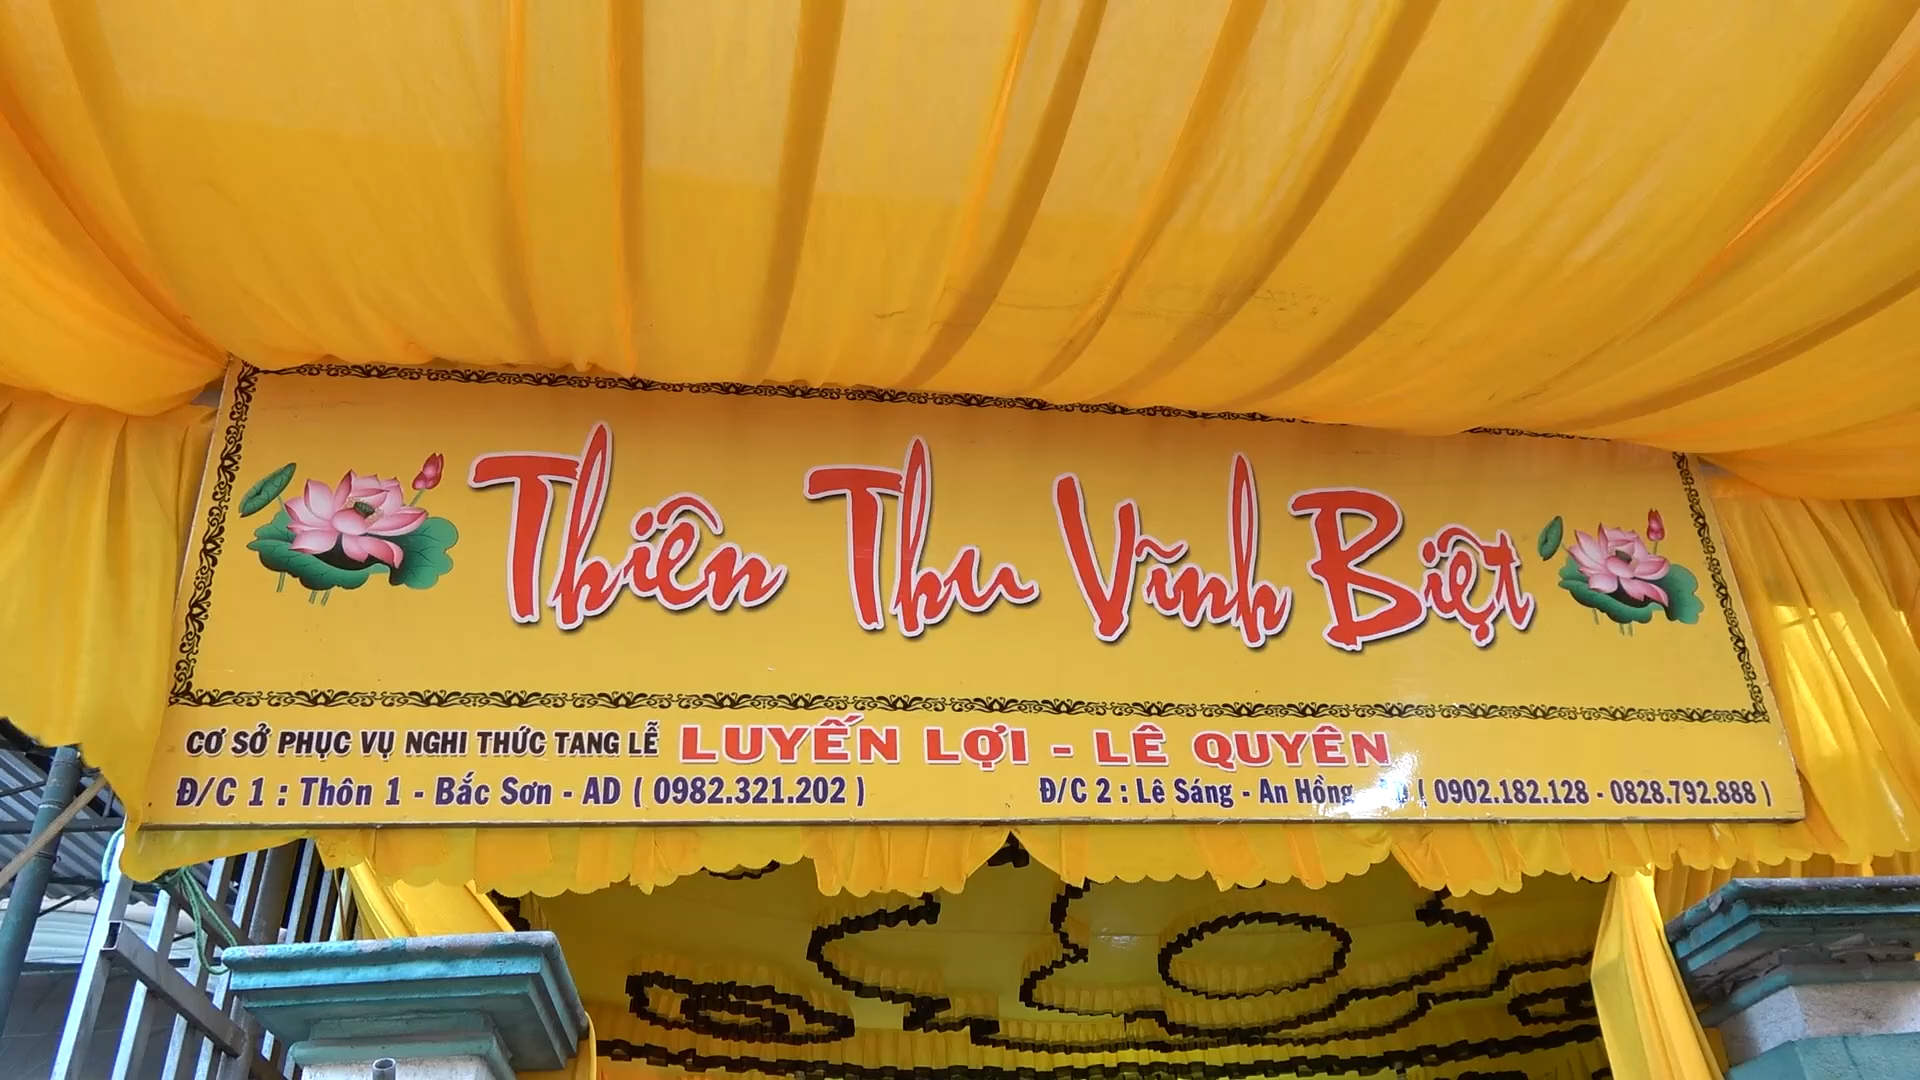 Thiên Thu Vĩnh Biệt
CƠ SỞ PHỤC VỤ NGHI THỨC TANG LỄ LUYẾN LỢI - LÊ QUYÊN
Đ/C 1 : Thôn 1 - Bắc Sơn - AD ( 0982.321.202 )
Đ/C 2 : Lê Sáng - An Hồng - ( 0902.182.128 - 0828.792.888 )